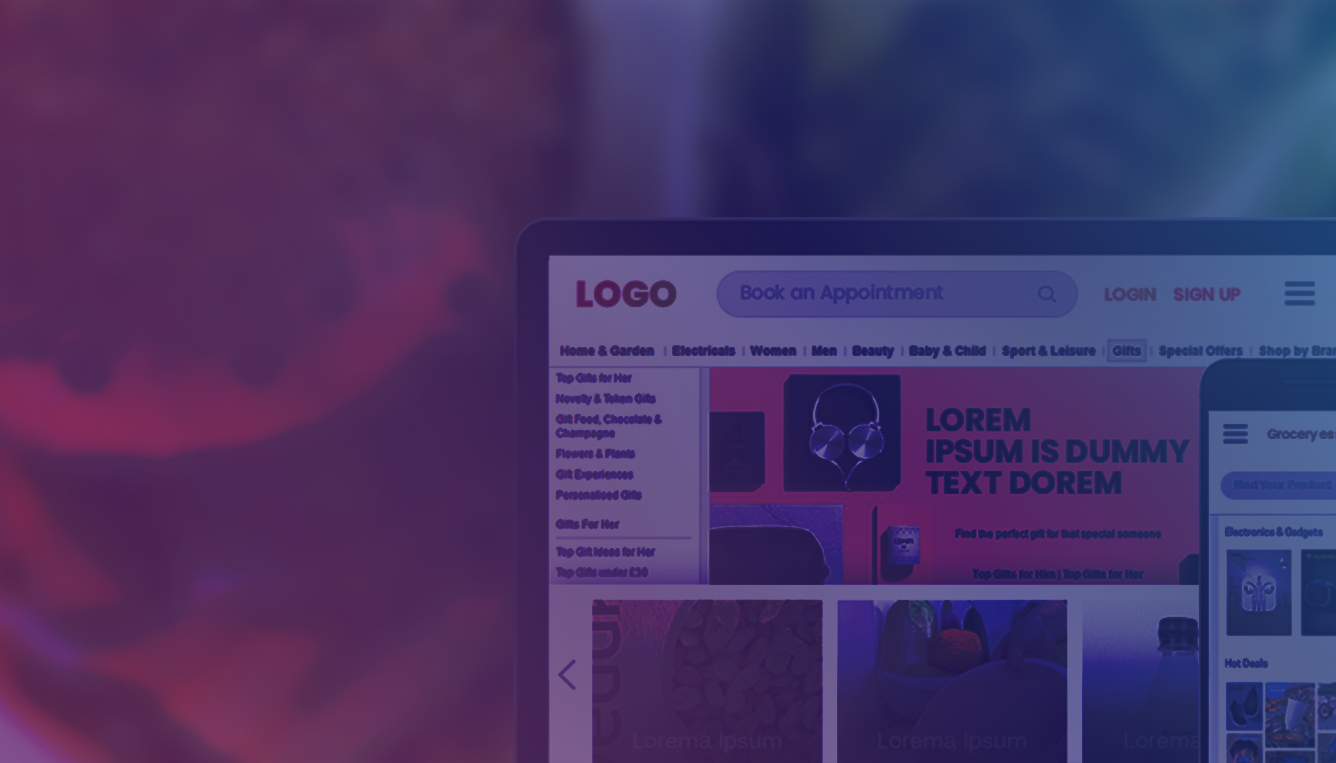 LOGO
Book an Appointment
LOGIN SIGN UP
Home & Garden | Electricals | Women | Men | Beauty | Baby & Child | Sport & Leisure | Gifts | Special Offers | Shop by Bra
Top Gifts for Her
Novelty & Token Gifts
Gift Food, Chocolate &
Champagne
Flowers & Plants
Gift Experiences
Personalised Gifts
Gifts For Her
Top Gift Ideas for Her
Top Gifts under £30
LOREM
IPSUM IS DUMMY
TEXT DOREM
Find the perfect gift for that special someone
Top Gifts for Him | Top Gifts for Her
Lorema Ipsum
Lorema Ipsum
Lorema
Grocery es
Find Your Product,
Electronics & Gadgets
Hot Deals